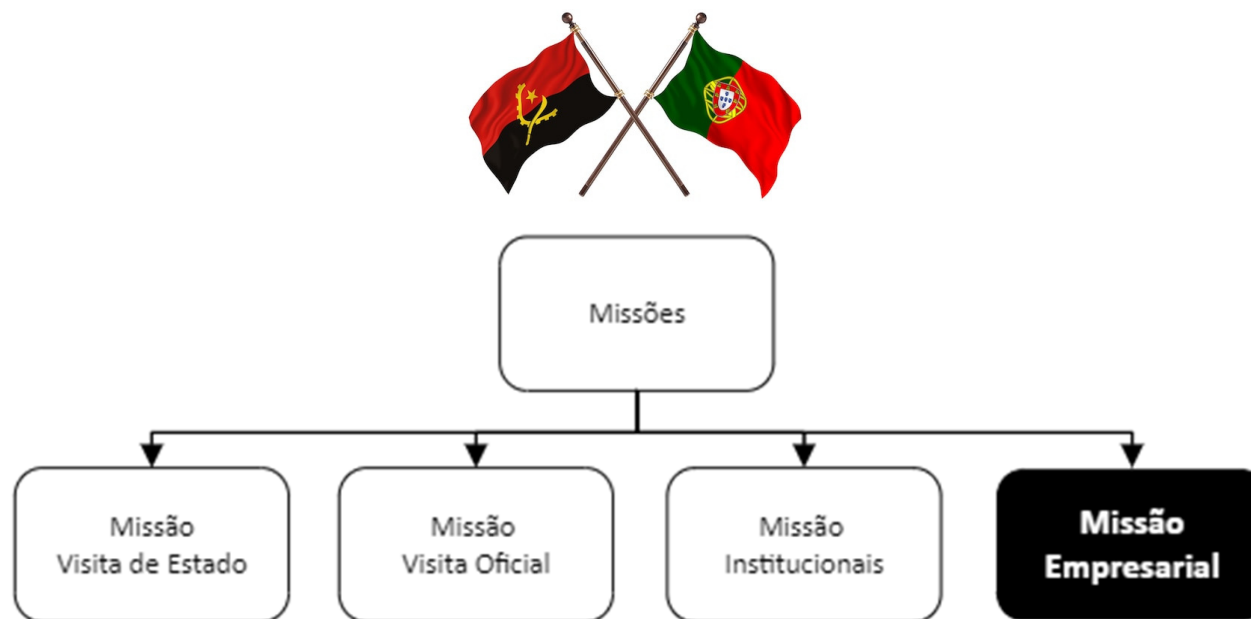 Missões
Missão
Visita de Estado
Missão
Visita Oficial
Missão
Institucionais
Missão
Empresarial